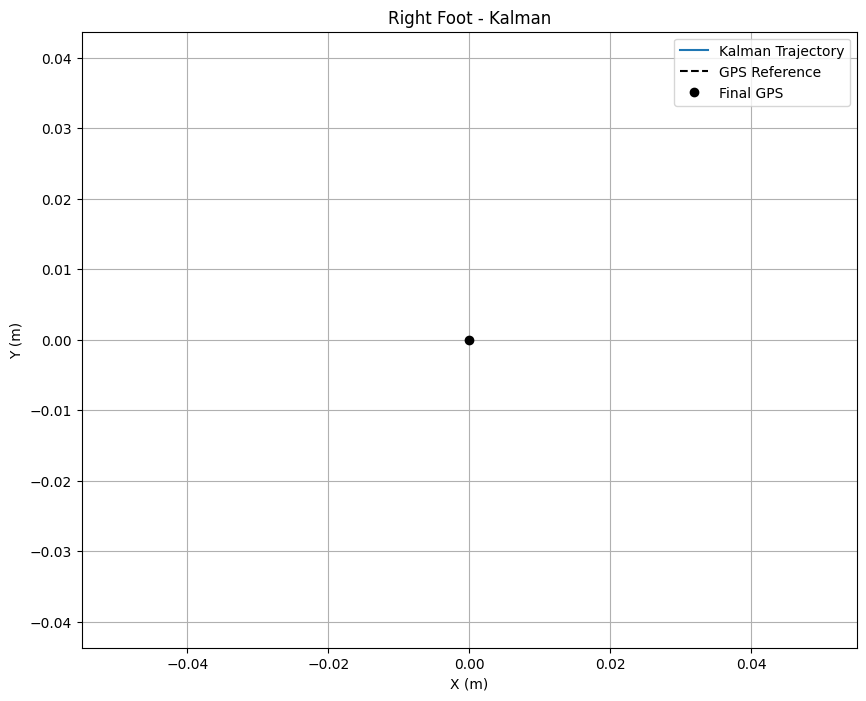 Right Foot - Kalman
Kalman Trajectory
GPS Reference
Final GPS
0.04
0.03
0.02
0.01
0.00
−0.01
−0.02
−0.03
−0.04
Y (m)
−0.04
−0.02
0.00
0.02
0.04
X (m)